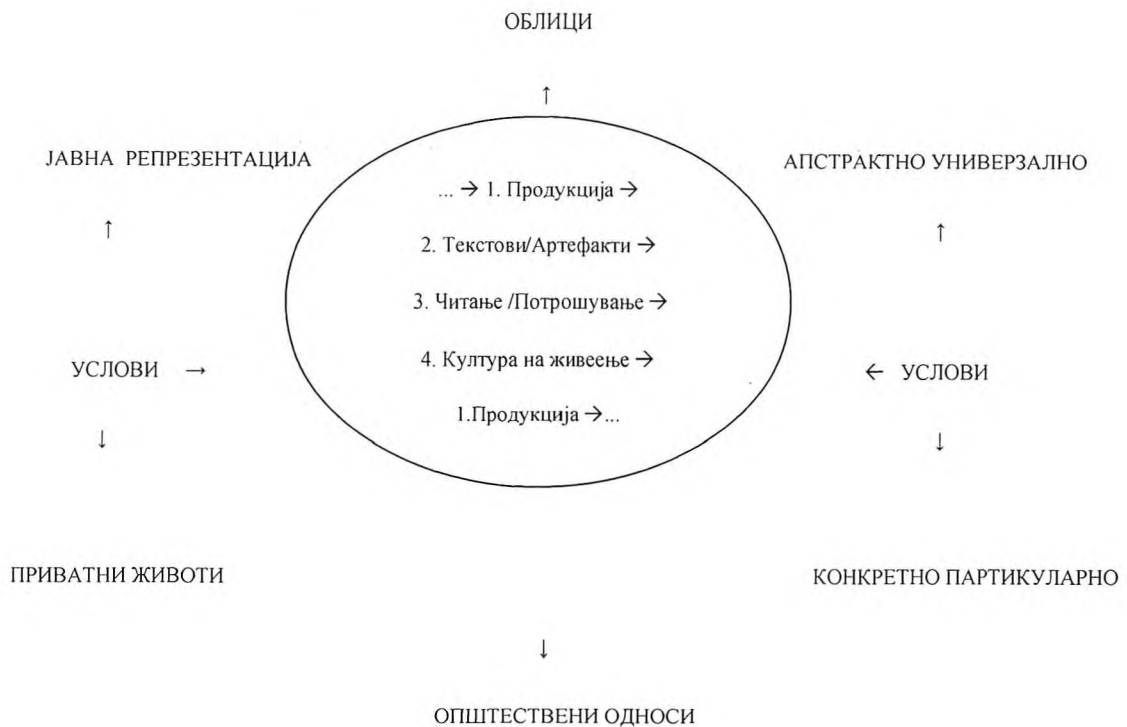 ОБЛИЦИ
↑
ЈАВНА РЕПРЕЗЕНТАЦИЈА
АПСТРАКТНО УНИВЕРЗАЛНО
... → 1. Продукција →
↑
↑
2. Текстови/Артефакти →
3. Читање /Потрошување →
УСЛОВИ →
4. Култура на живеење →
← УСЛОВИ
1.Продукција →...
↓
↓
ПРИВАТНИ ЖИВОТИ
КОНКРЕТНО ПАРТИКУЛАРНО
↓
ОПШТЕСТВЕНИ ОДНОСИ